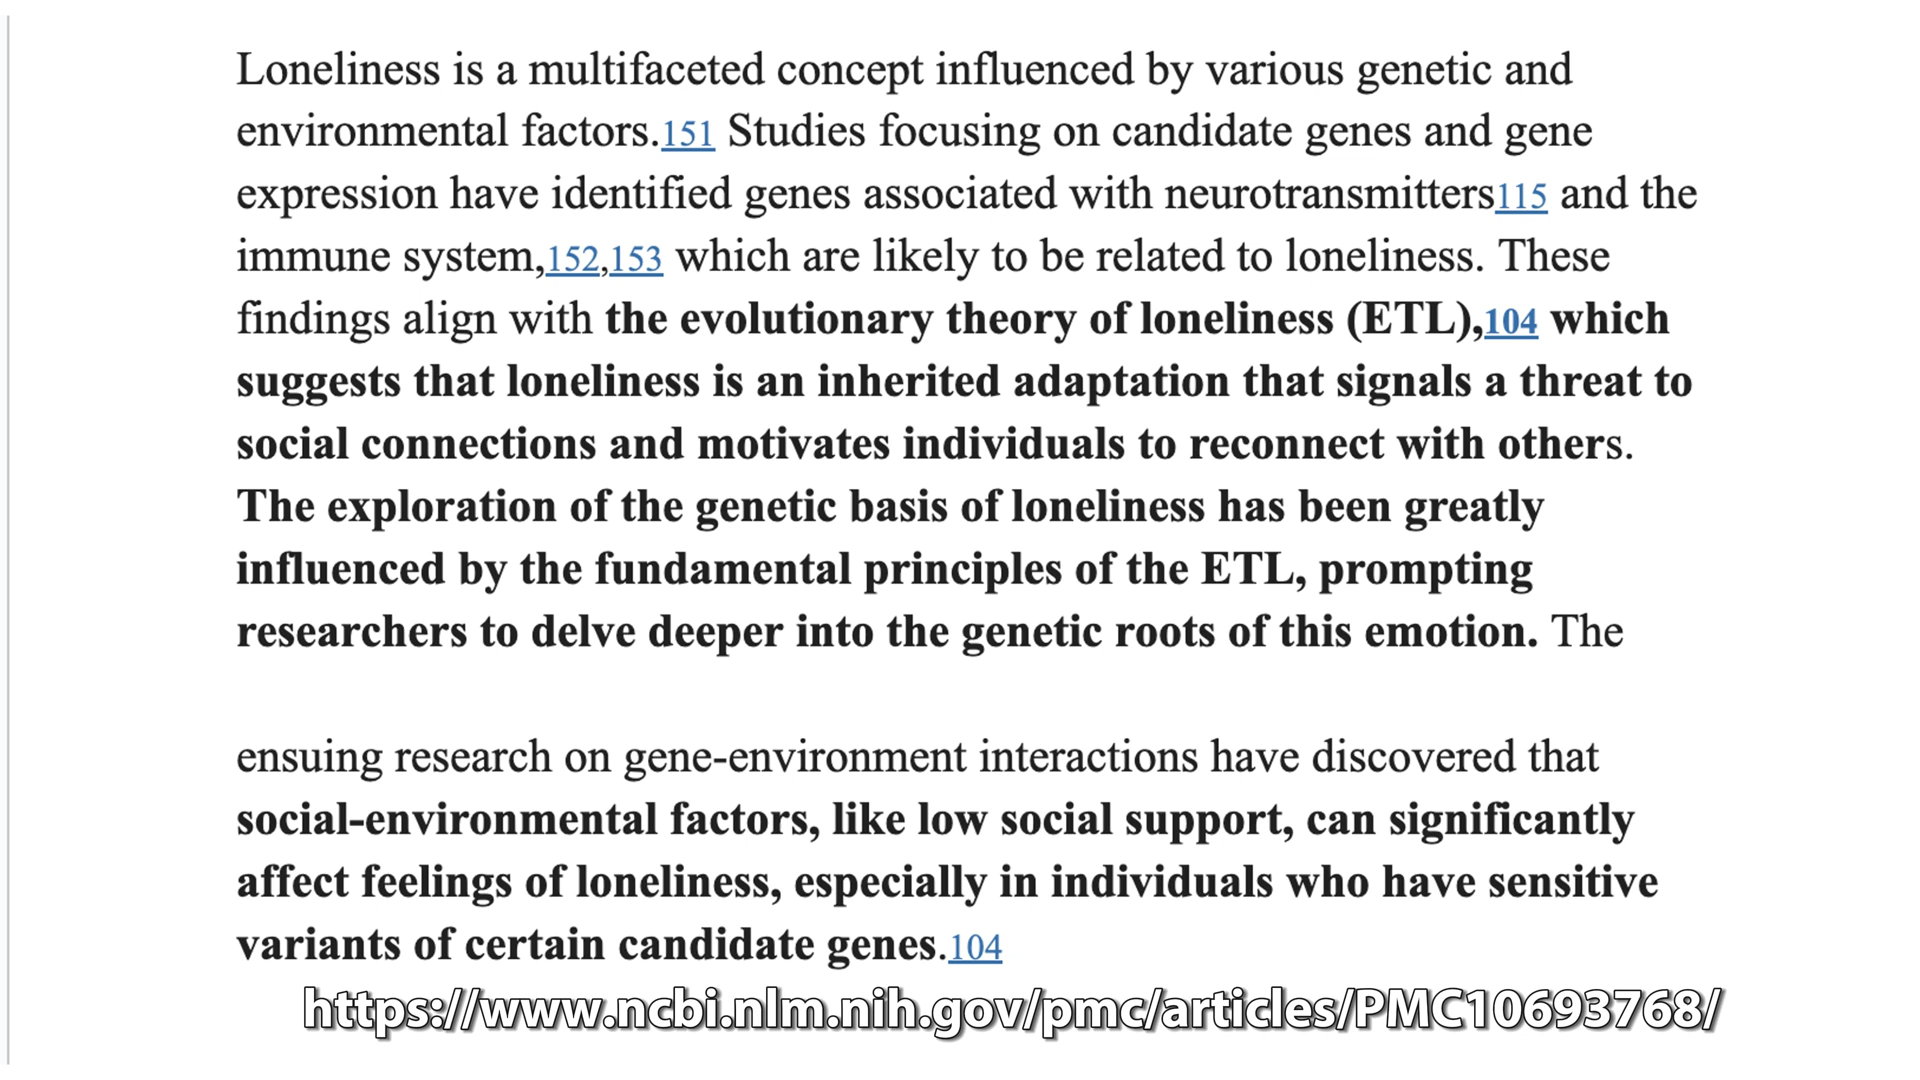 Loneliness is a multifaceted concept influenced by various genetic and
environmental factors.151 Studies focusing on candidate genes and gene
expression have identified genes associated with neurotransmitters115 and the
immune system,152,153 which are likely to be related to loneliness. These
findings align with the evolutionary theory of loneliness (ETL),104 which
suggests that loneliness is an inherited adaptation that signals a threat to
social connections and motivates individuals to reconnect with others.
The exploration of the genetic basis of loneliness has been greatly
influenced by the fundamental principles of the ETL, prompting
researchers to delve deeper into the genetic roots of this emotion. The
ensuing research on gene-environment interactions have discovered that
social-environmental factors, like low social support, can significantly
affect feelings of loneliness, especially in individuals who have sensitive
variants of certain candidate genes.104
https://www.ncbi.nlm.nih.gov/pmc/articles/PMC10693768/